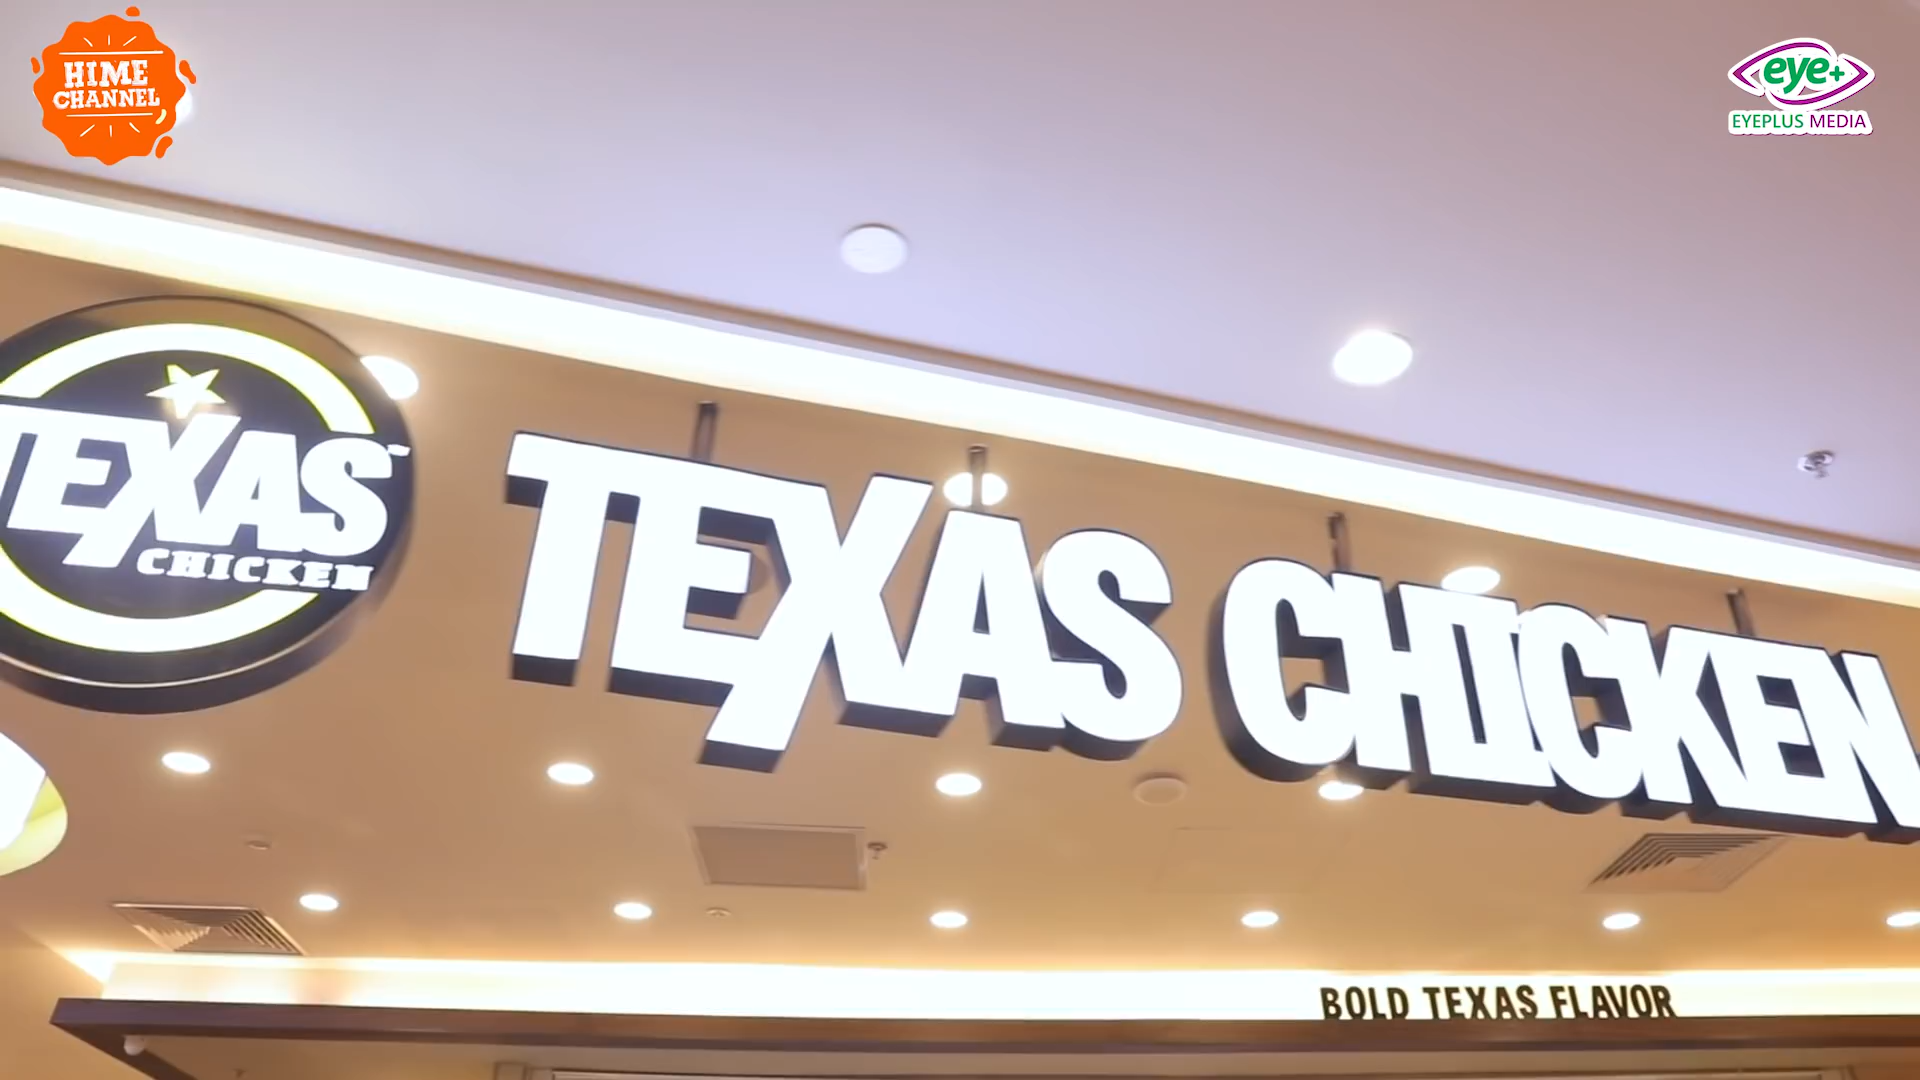 HIME
CHANNEL
eye+
EYEPLUS MEDIA
TEXAS
CHICKEN
TEXAS CHICKEN
BOLD TEXAS FLAVOR